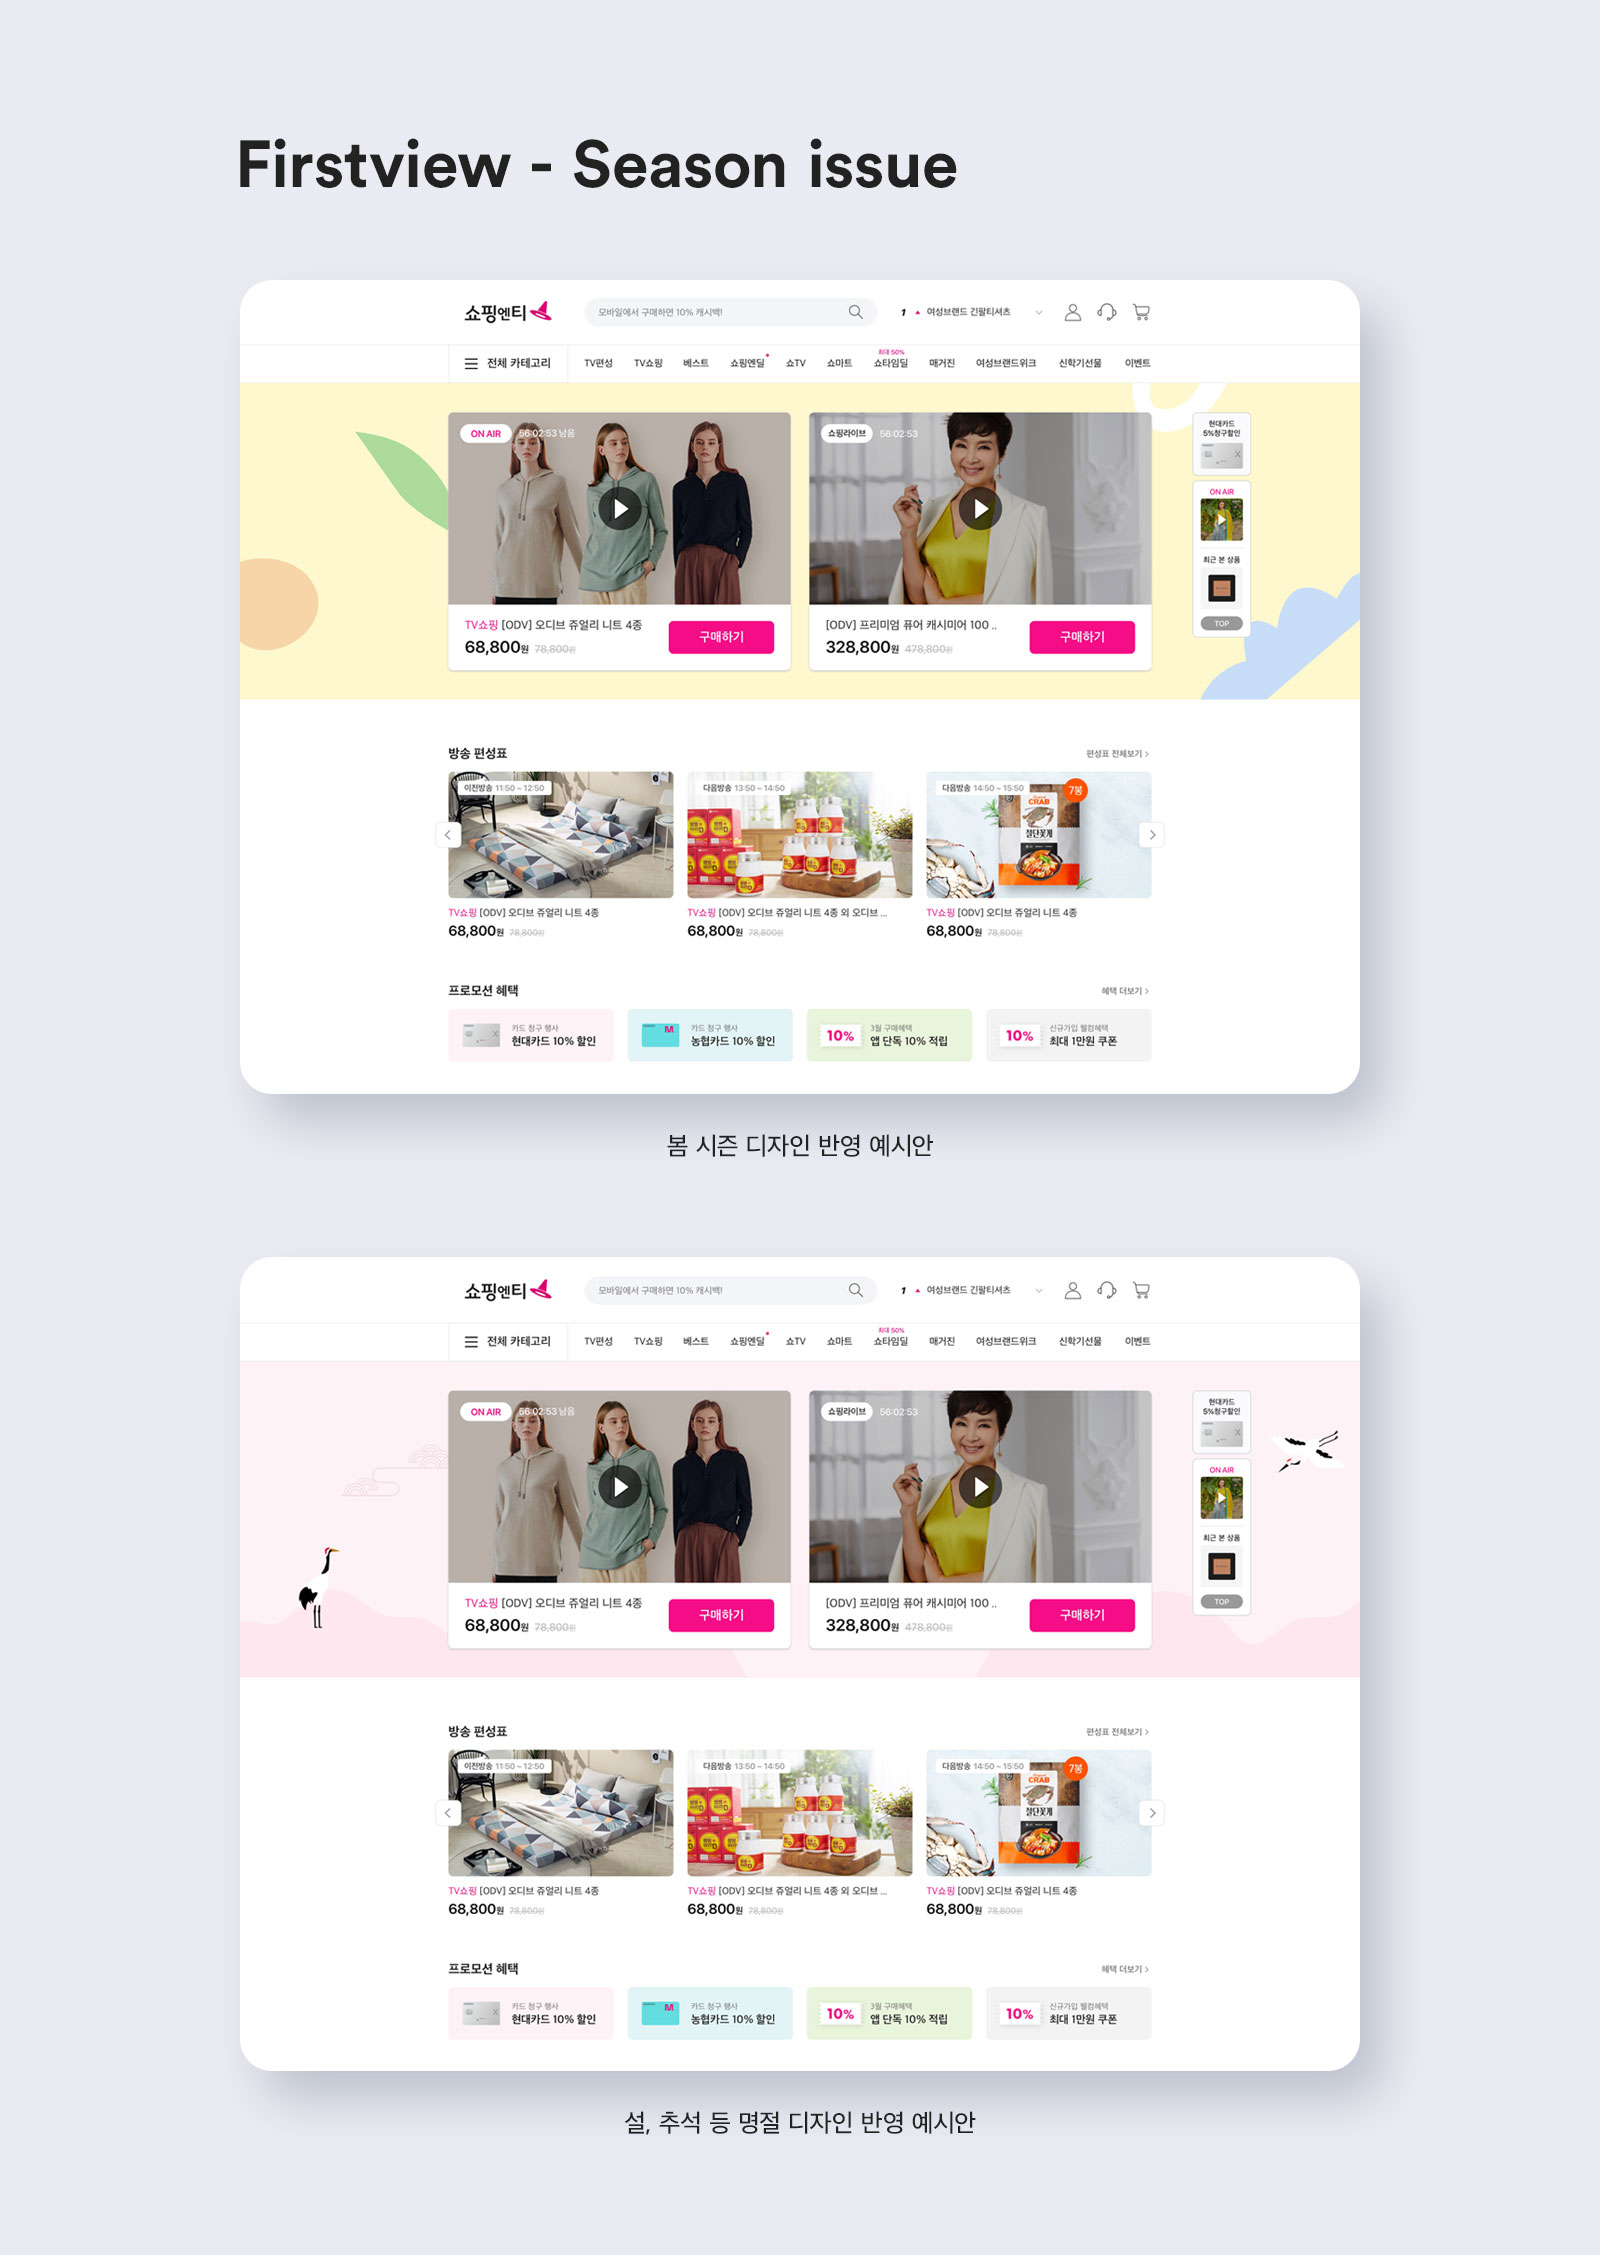 Firstview - Season issue
쇼핑엔티
모바일에서 구매하면 10% 캐시백!
1 ▲ 여성브랜드 긴팔티셔츠
최대 50%
전체 카테고리 TV편성 TV쇼핑 베스트 쇼핑엔딜 쇼TV 쇼마트 쇼타임딜 매거진 여성브랜드위크 신학기선물 이벤트
ON AIR 56:02:53 남음
쇼핑라이브 56:02:53
현대카드
5%청구할인
ON AIR
최근 본 상품
TOP
TV쇼핑 [ODV] 오디브 쥬얼리 니트 4종
68,800원 78,800원
구매하기
[ODV] 프리미엄 퓨어 캐시미어 100 ..
328,800원 478,800원
구매하기
방송 편성표
편성표 전체보기 >
이전방송 11:50 ~ 12:50
다음방송 13:50 ~ 14:50
다음방송 14:50 ~ 15:50
7봉
CRAB
절단꽃게
TV쇼핑 [ODV] 오디브 쥬얼리 니트 4종
68,800원 78,800원
TV쇼핑 [ODV] 오디브 쥬얼리 니트 4종 외 오디브 ...
68,800원 78,800원
TV쇼핑 [ODV] 오디브 쥬얼리 니트 4종
68,800원 78,800원
프로모션 혜택
혜택 더보기 >
카드 청구 행사
현대카드 10% 할인
M
카드 청구 행사
농협카드 10% 할인
10%
3월 구매혜택
앱 단독 10% 적립
10%
신규가입 웰컴혜택
최대 1만원 쿠폰
봄 시즌 디자인 반영 예시안
쇼핑엔티
모바일에서 구매하면 10% 캐시백!
1 ▲ 여성브랜드 긴팔티셔츠
최대 50%
전체 카테고리 TV편성 TV쇼핑 베스트 쇼핑엔딜 쇼TV 쇼마트 쇼타임딜 매거진 여성브랜드위크 신학기선물 이벤트
ON AIR 56:02:53 남음
쇼핑라이브 56:02:53
현대카드
5%청구할인
ON AIR
최근 본 상품
TOP
TV쇼핑 [ODV] 오디브 쥬얼리 니트 4종
68,800원 78,800원
구매하기
[ODV] 프리미엄 퓨어 캐시미어 100 ..
328,800원 478,800원
구매하기
방송 편성표
편성표 전체보기 >
이전방송 11:50 ~ 12:50
다음방송 13:50 ~ 14:50
다음방송 14:50 ~ 15:50
7봉
CRAB
절단꽃게
TV쇼핑 [ODV] 오디브 쥬얼리 니트 4종
68,800원 78,800원
TV쇼핑 [ODV] 오디브 쥬얼리 니트 4종 외 오디브 ...
68,800원 78,800원
TV쇼핑 [ODV] 오디브 쥬얼리 니트 4종
68,800원 78,800원
프로모션 혜택
혜택 더보기 >
카드 청구 행사
현대카드 10% 할인
M
카드 청구 행사
농협카드 10% 할인
10%
3월 구매혜택
앱 단독 10% 적립
10%
신규가입 웰컴혜택
최대 1만원 쿠폰
설, 추석 등 명절 디자인 반영 예시안